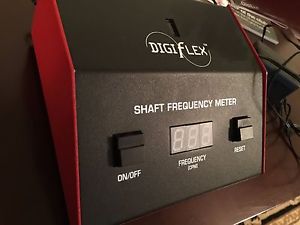 DIGIFLEX
SHAFT FREQUENCY METER
ON/OFF
FREQUENCY
(CPM)
RESET